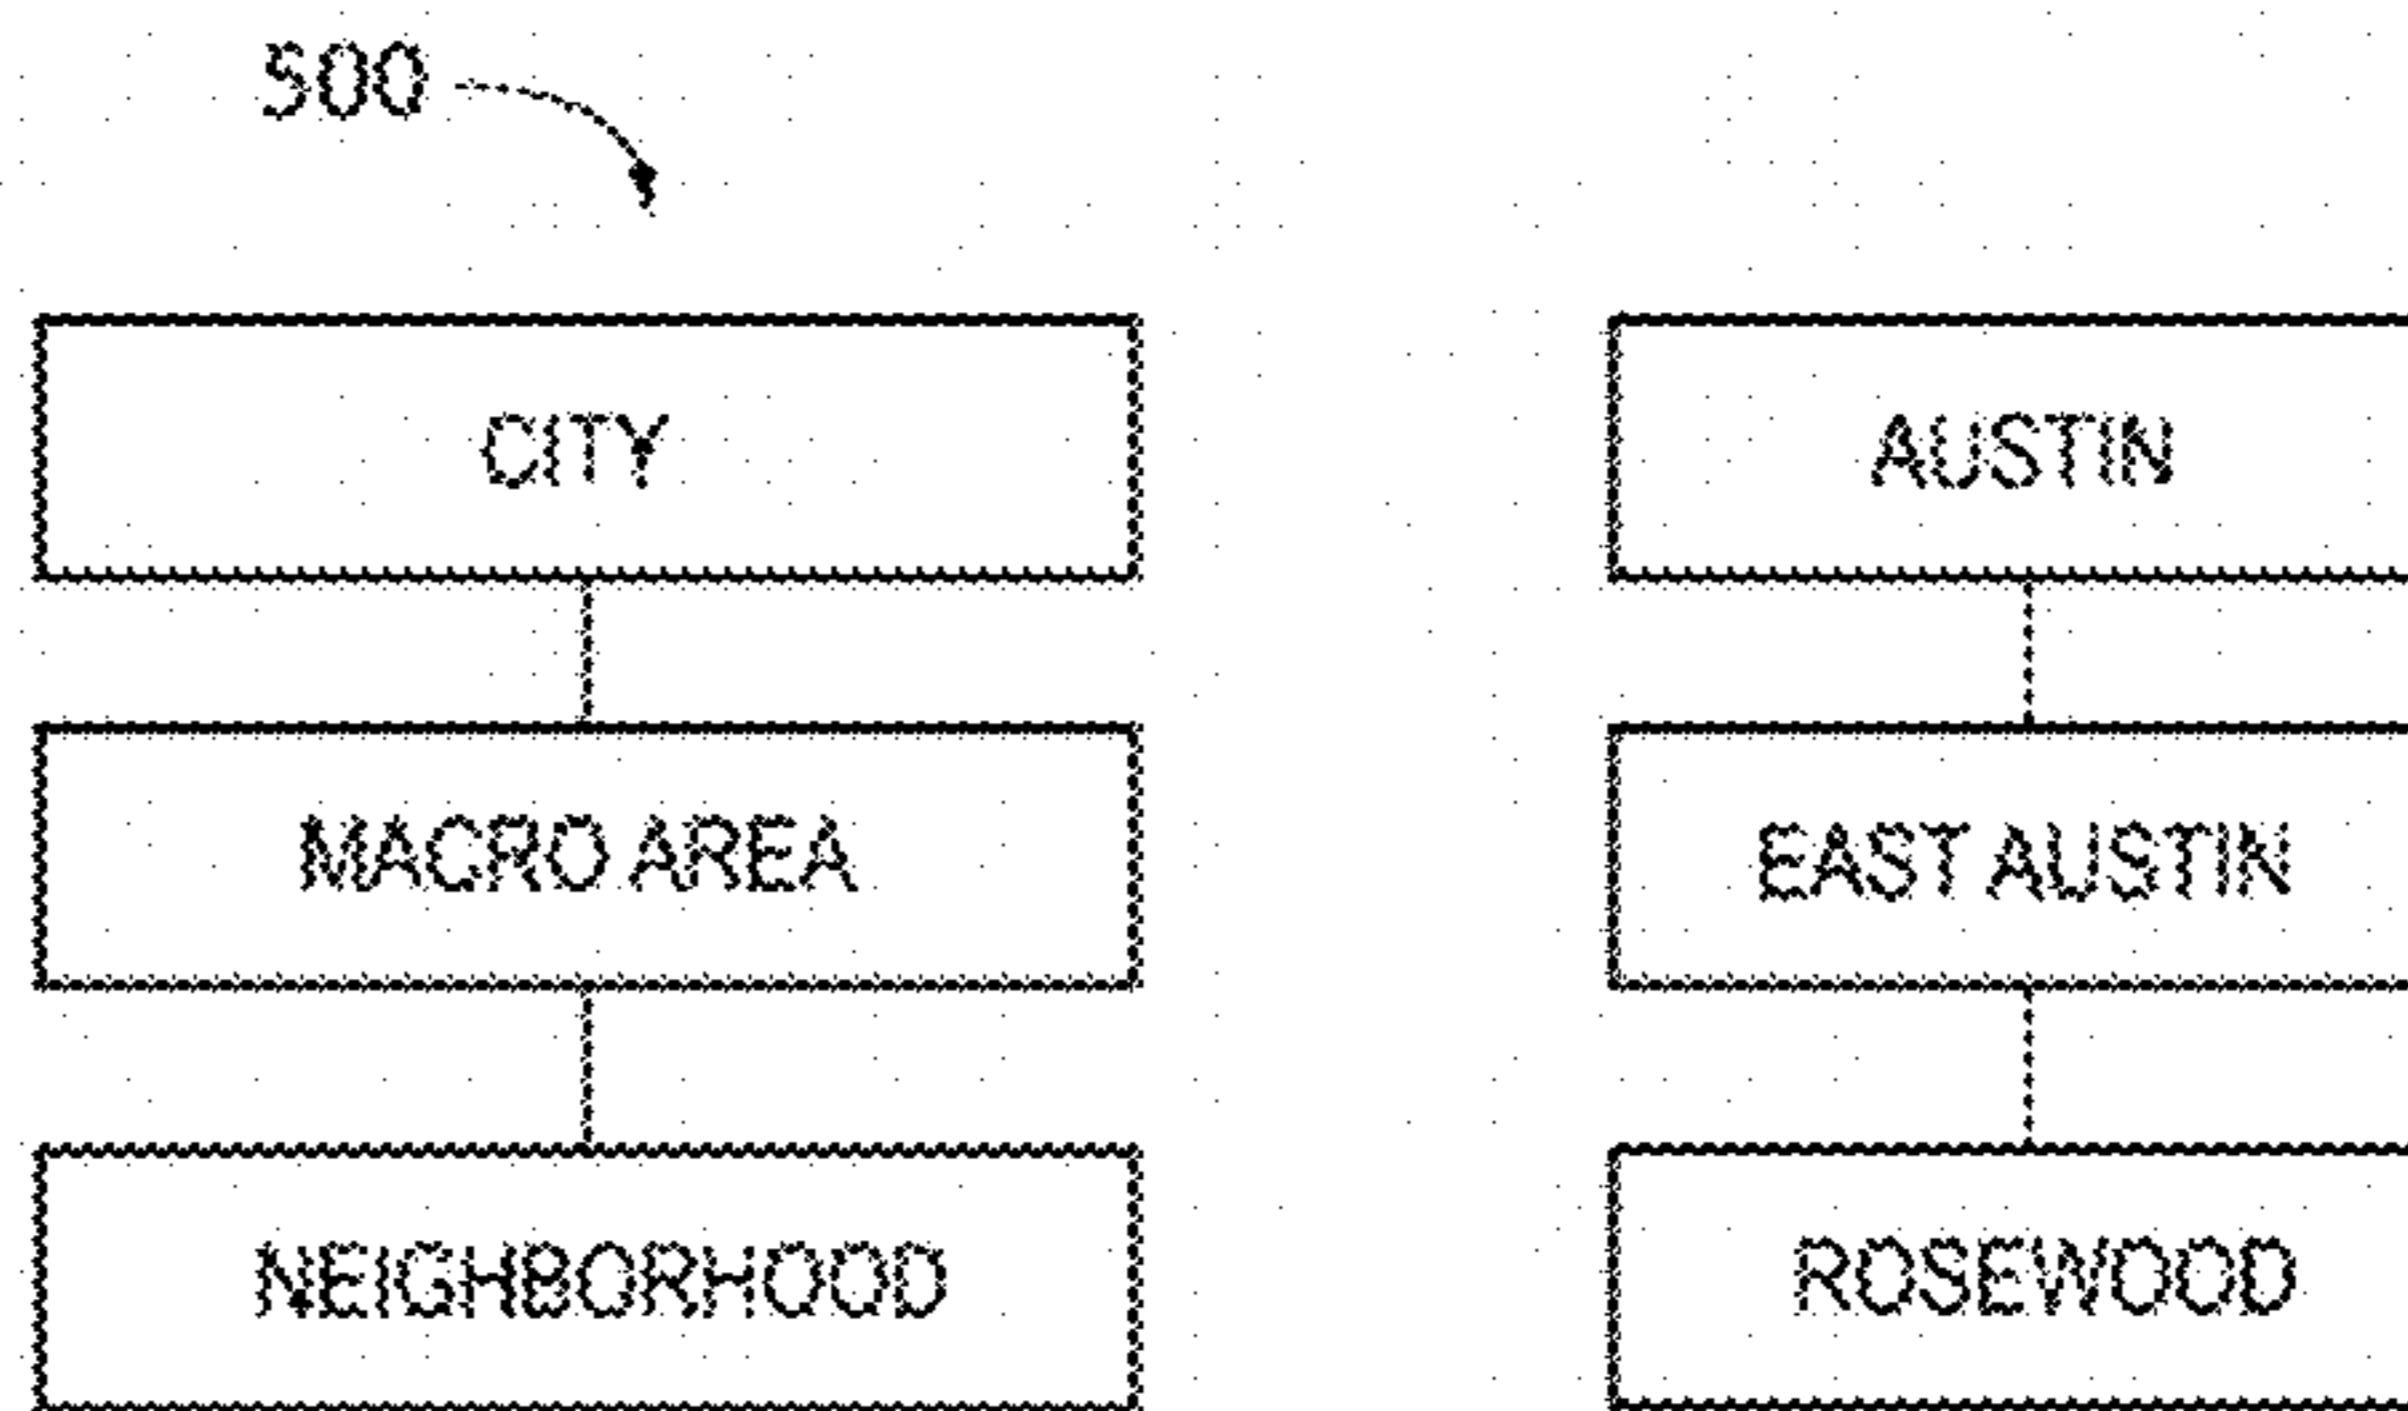 500
CITY
AUSTIN
MACRO AREA
EAST AUSTIN
NEIGHBORHOOD
ROSEWOOD